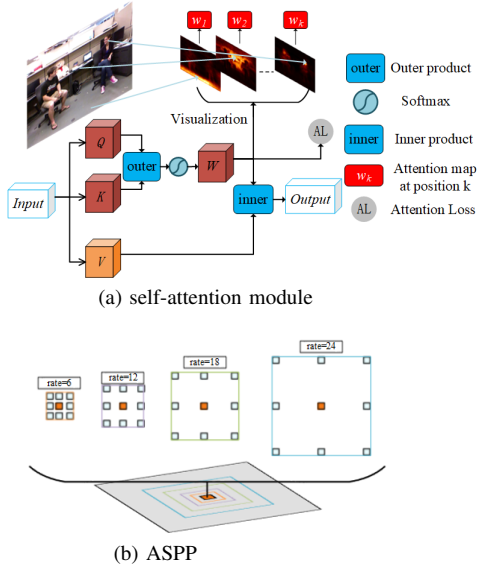 w1
w2
wk
outer
Outer product
Softmax
Visualization
Q
AL
outer
W
inner
Inner product
K
wk
Attention map
at position k
Input
inner
Output
AL
Attention Loss
V
(a) self-attention module
rate=6
rate=12
rate=18
rate=24
(b) ASPP